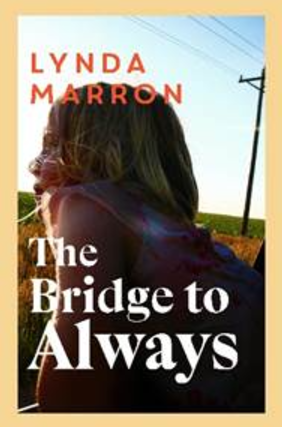 LYNDA
MARRON
The
Bridge to
Always